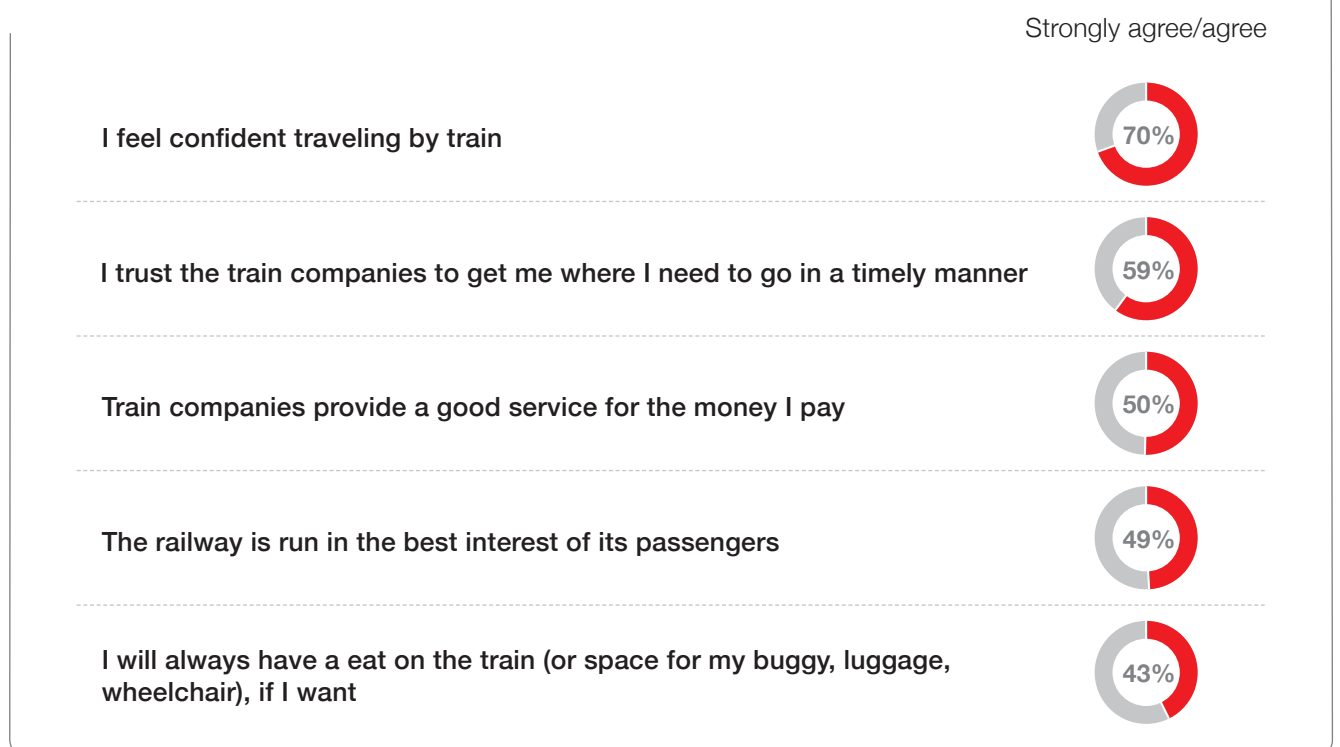 Strongly agree/agree
I feel confident traveling by train
70%
I trust the train companies to get me where I need to go in a timely manner
59%
Train companies provide a good service for the money I pay
50%
The railway is run in the best interest of its passengers
49%
I will always have a eat on the train (or space for my buggy, luggage,
wheelchair), if I want
43%